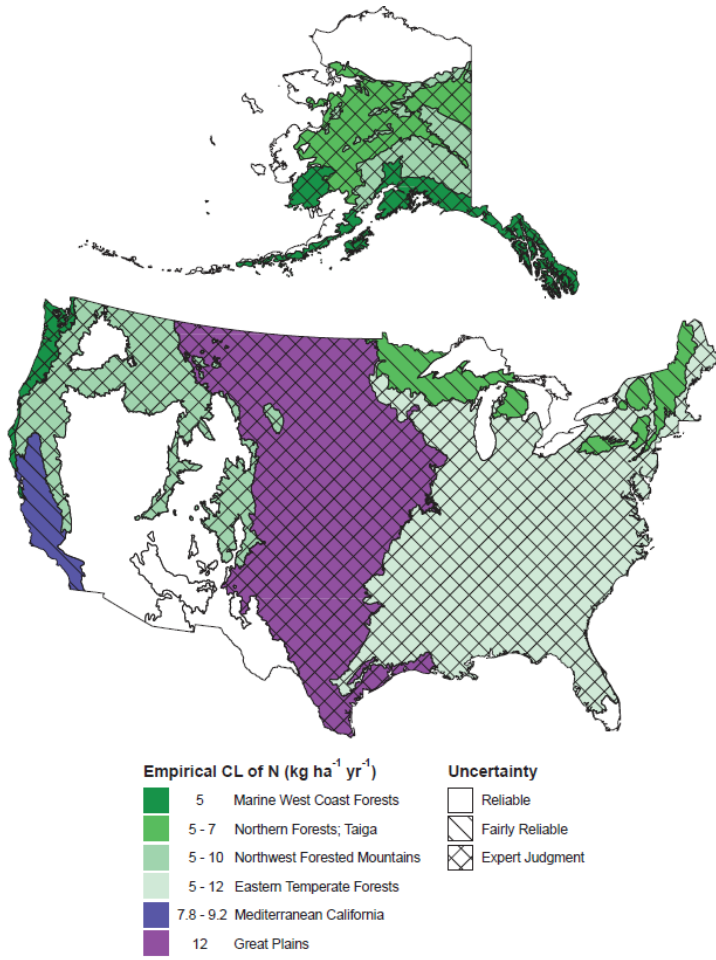 Empirical CL of N (kg ha⁻¹ yr⁻¹)
5 Marine West Coast Forests
5 - 7 Northern Forests; Taiga
5 - 10 Northwest Forested Mountains
5 - 12 Eastern Temperate Forests
7.8 - 9.2 Mediterranean California
12 Great Plains
Uncertainty
Reliable
Fairly Reliable
Expert Judgment